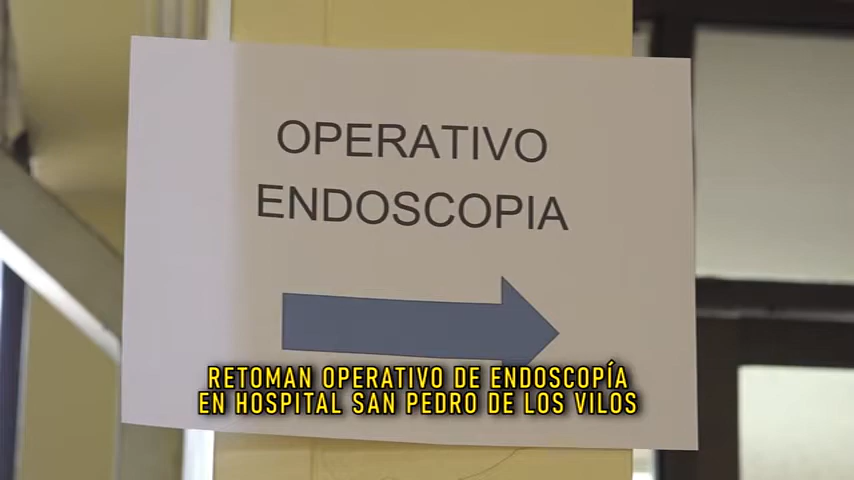 OPERATIVO
ENDOSCOPIA
RETOMAN OPERATIVO DE ENDOSCOPÍA
EN HOSPITAL SAN PEDRO DE LOS VILOS